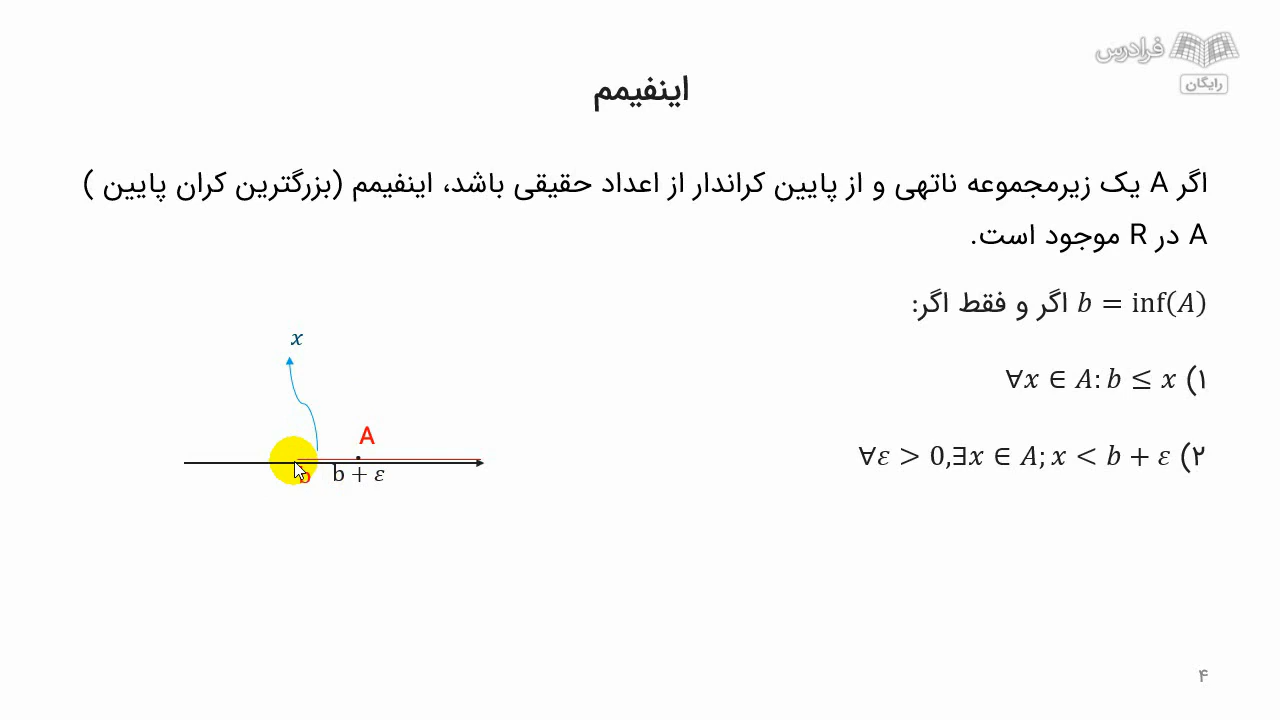 فرادرس
رایگان
اینفیمم
اگر A یک زیرمجموعه ناتهی و از پایین کراندار از اعداد حقیقی باشد، اینفیمم (بزرگترین کران پایین )
A در R موجود است.
b = inf(A) اگر و فقط اگر:
۱) ∀x ∈ A: b ≤ x
۲) ∀ε > 0,∃x ∈ A; x < b + ε
x
A
b + ε
۴